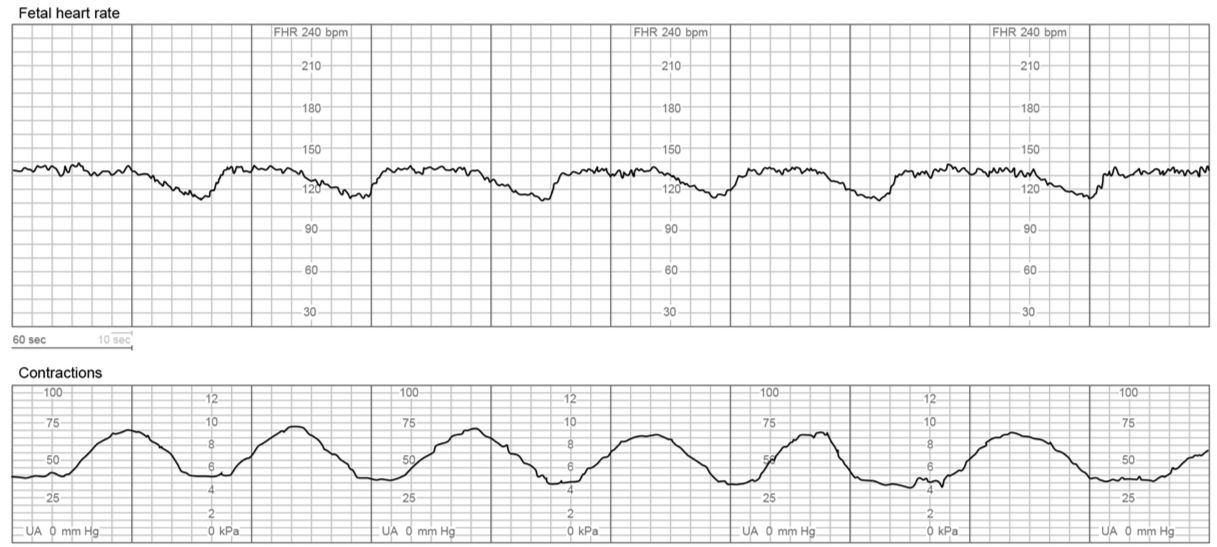 Fetal heart rate
FHR 240 bpm FHR 240 bpm FHR 240 bpm
210 210 210
180 180 180
150 150 150
120 120 120
90 90 90
60 60 60
30 30 30
60 sec 10 sec
Contractions
100 12 100 12 100 12 100
75 10 75 10 75 10 75
8 8 8
50 6 50 6 50 6 50
4 4 4
25 25 25 25
2 2 2
UA 0 mm Hg 0 kPa UA 0 mm Hg 0 kPa UA 0 mm Hg 0 kPa UA 0 mm Hg